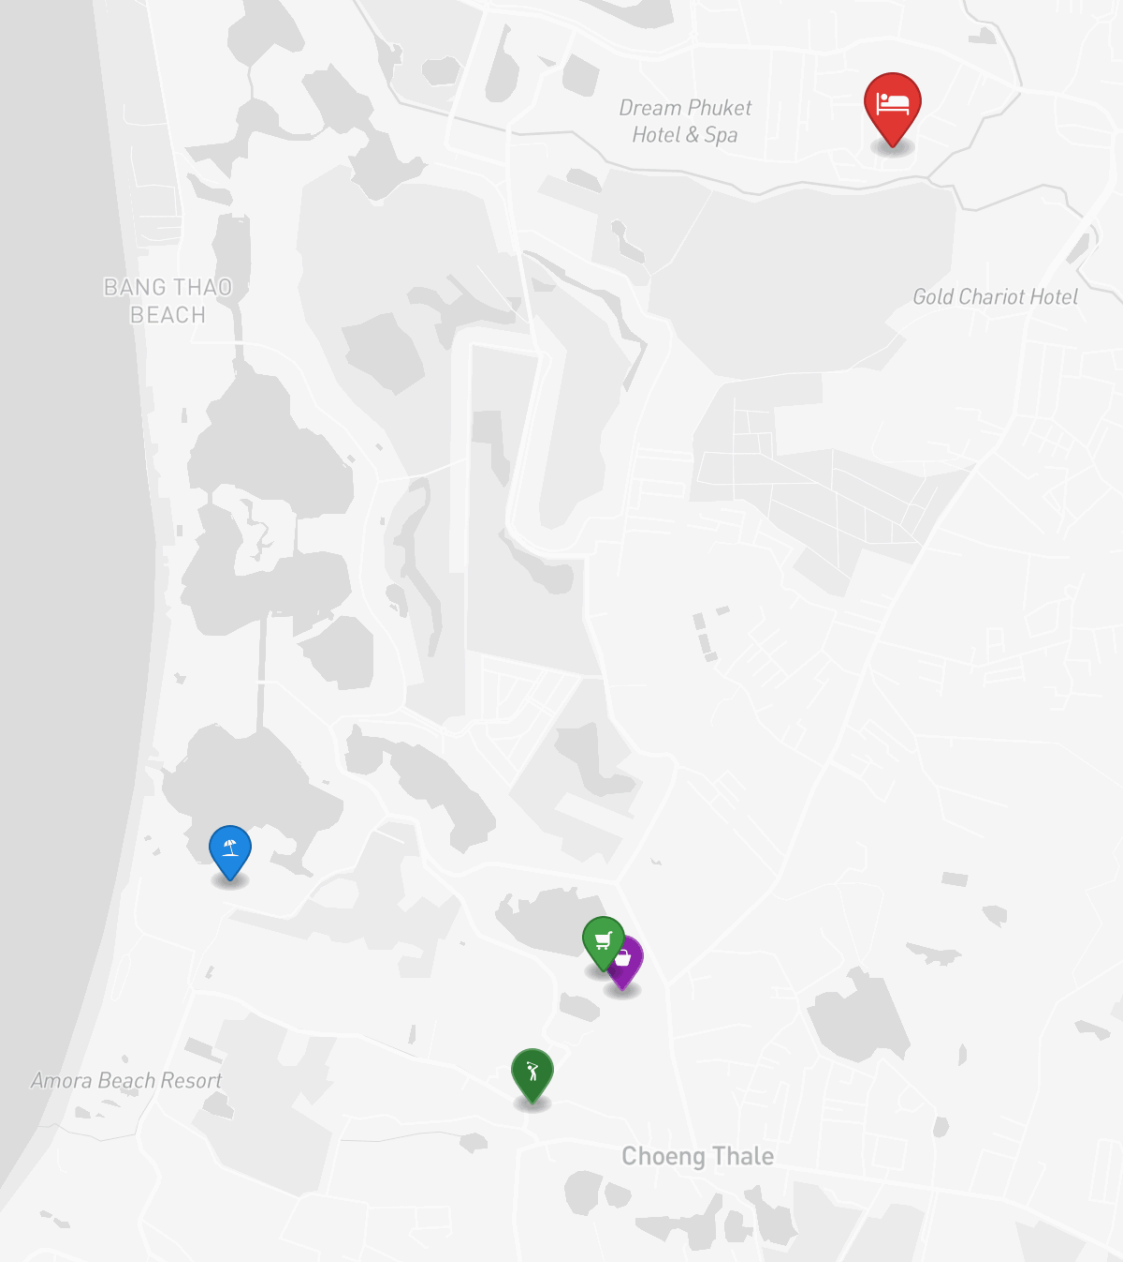 Dream Phuket
Hotel & Spa
BANG THAO
BEACH
Gold Chariot Hotel
Amora Beach Resort
Choeng Thale